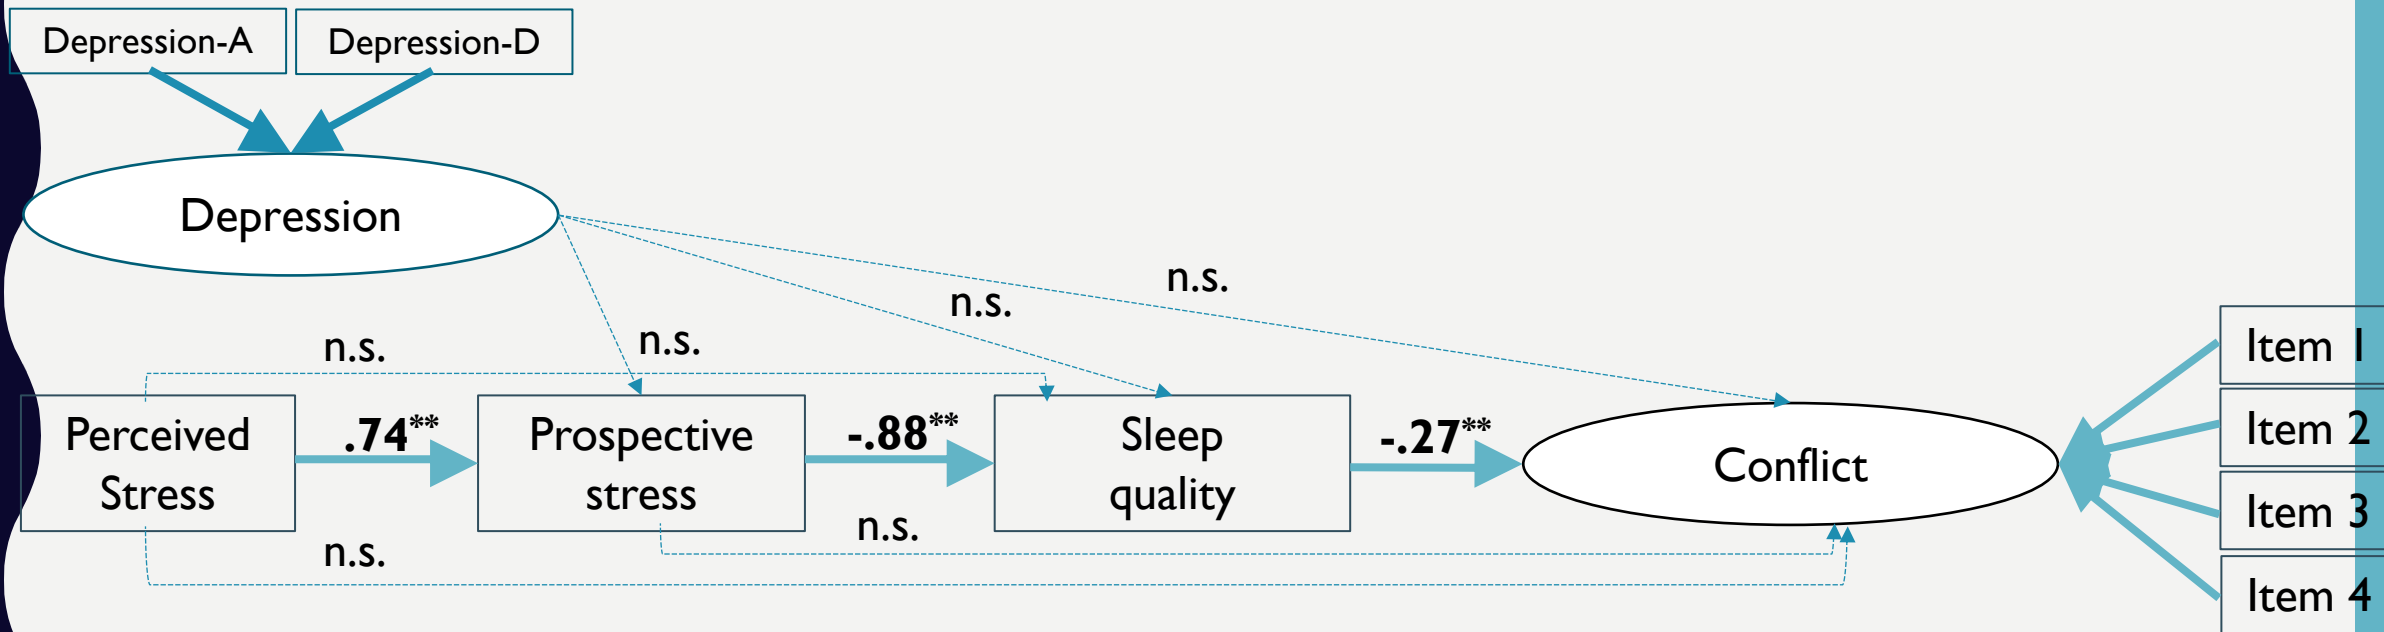 Depression-A
Depression-D
Depression
n.s.
n.s.
n.s.
n.s.
Perceived
Stress
.74**
Prospective
stress
-.88**
Sleep
quality
-.27**
Conflict
n.s.
n.s.
Item 1
Item 2
Item 3
Item 4